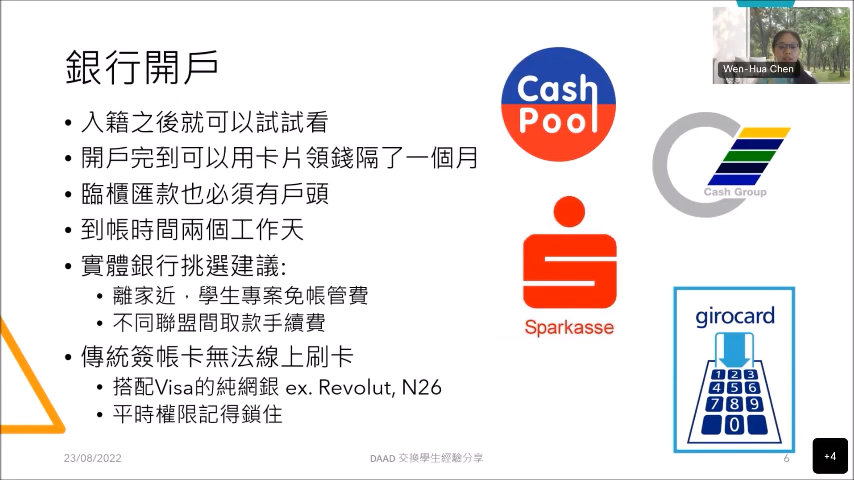 銀行開戶
• 入籍之後就可以試試看
• 開戶完到可以用卡片領錢隔了一個月
• 臨櫃匯款也必須有戶頭
• 到帳時間兩個工作天
• 實體銀行挑選建議:
• 離家近，學生專案免帳管費
• 不同聯盟間取款手續費
• 傳統簽帳卡無法線上刷卡
• 搭配Visa的純網銀 ex. Revolut, N26
• 平時權限記得鎖住
Cash
Pool
Cash Group
Sparkasse
girocard
1 2 3
4 5 6
7 8 9
0
Wen-Hua Chen
23/08/2022
DAAD 交換學生經驗分享
6
+4